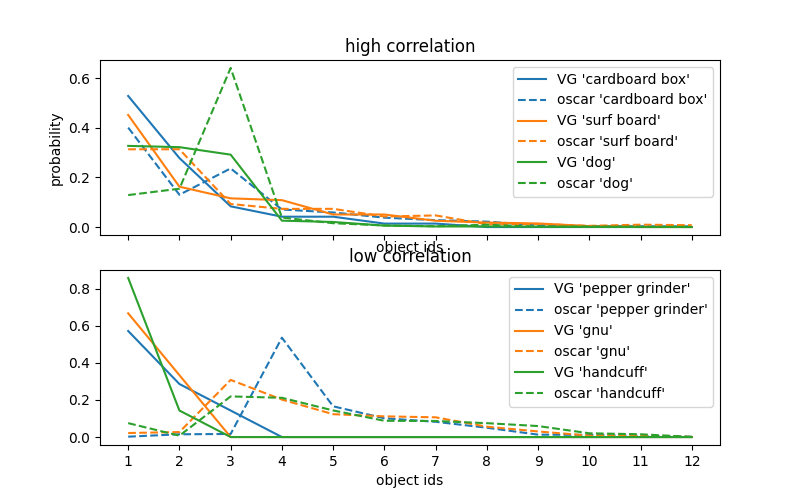 high correlation
probability
0.6
0.4
0.2
0.0
VG 'cardboard box'
oscar 'cardboard box'
VG 'surf board'
oscar 'surf board'
VG 'dog'
oscar 'dog'
object ids
low correlation
0.8
0.6
0.4
0.2
0.0
VG 'pepper grinder'
oscar 'pepper grinder'
VG 'gnu'
oscar 'gnu'
VG 'handcuff'
oscar 'handcuff'
1 2 3 4 5 6 7 8 9 10 11 12
object ids